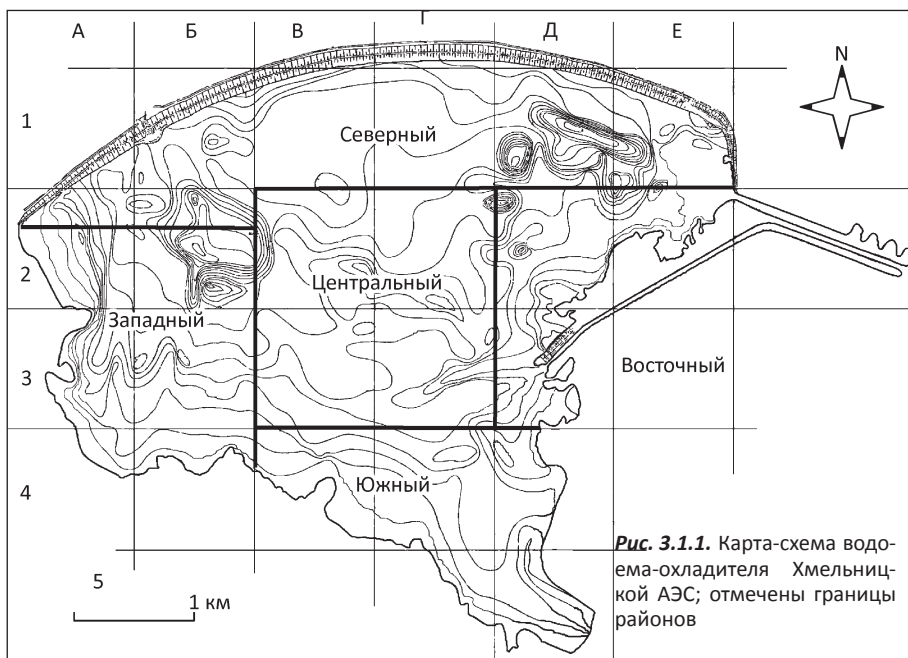 А Б В Г Д Е
N
1
Северный
2
Центральный
Западный
3
Восточный
4
Южный
Рис. 3.1.1. Карта-схема водо-
ема-охладителя Хмельниц-
кой АЭС; отмечены границы
районов
5
1 км